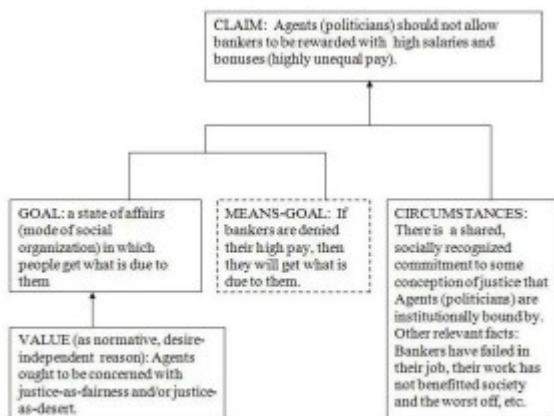 CLAIM: Agents (politicians) should not allow
bankers to be rewarded with high salaries and
bonuses (highly unequal pay).
GOAL: a state of affairs
(mode of social
organization) in which
people get what is due to
them
MEANS-GOAL: If
bankers are denied
their high pay, then
they will get what is
due to them.
CIRCUMSTANCES:
There is a shared,
socially recognized
commitment to some
conception of justice that
Agents (politicians) are
institutionally bound by.
Other relevant facts:
Bankers have failed in
their job, their work has
not benefitted society
and the worst off, etc.
VALUE (as normative, desire-
independent reason): Agents
ought to be concerned with
justice-as-fairness and/or justice-
as-desert.